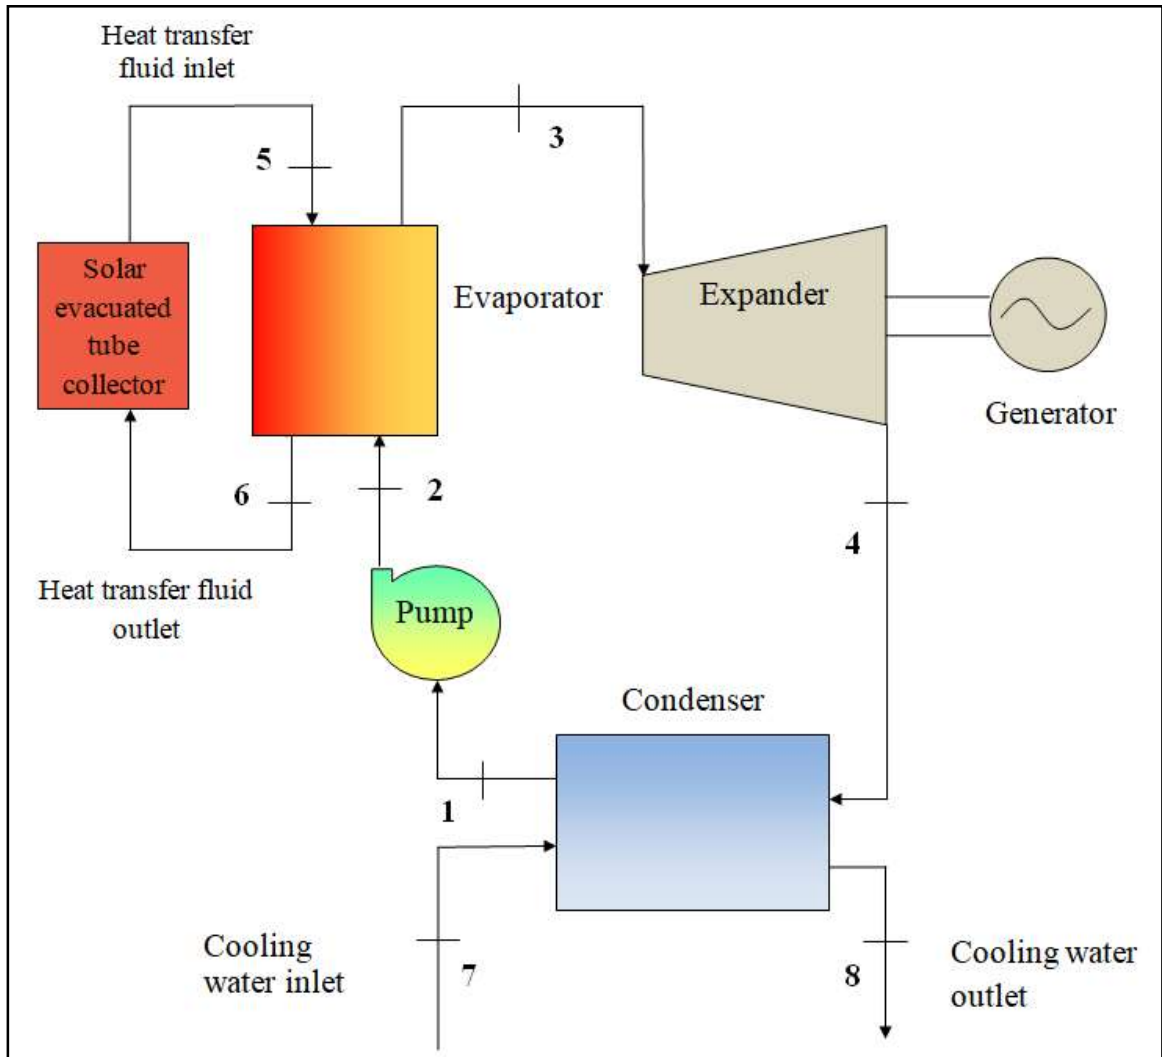 Heat transfer
fluid inlet
3
5
Solar
evacuated
tube
collector
Evaporator
Expander
Generator
6
2
4
Heat transfer fluid
outlet
Pump
Condenser
1
Cooling
water inlet
7
8
Cooling water
outlet